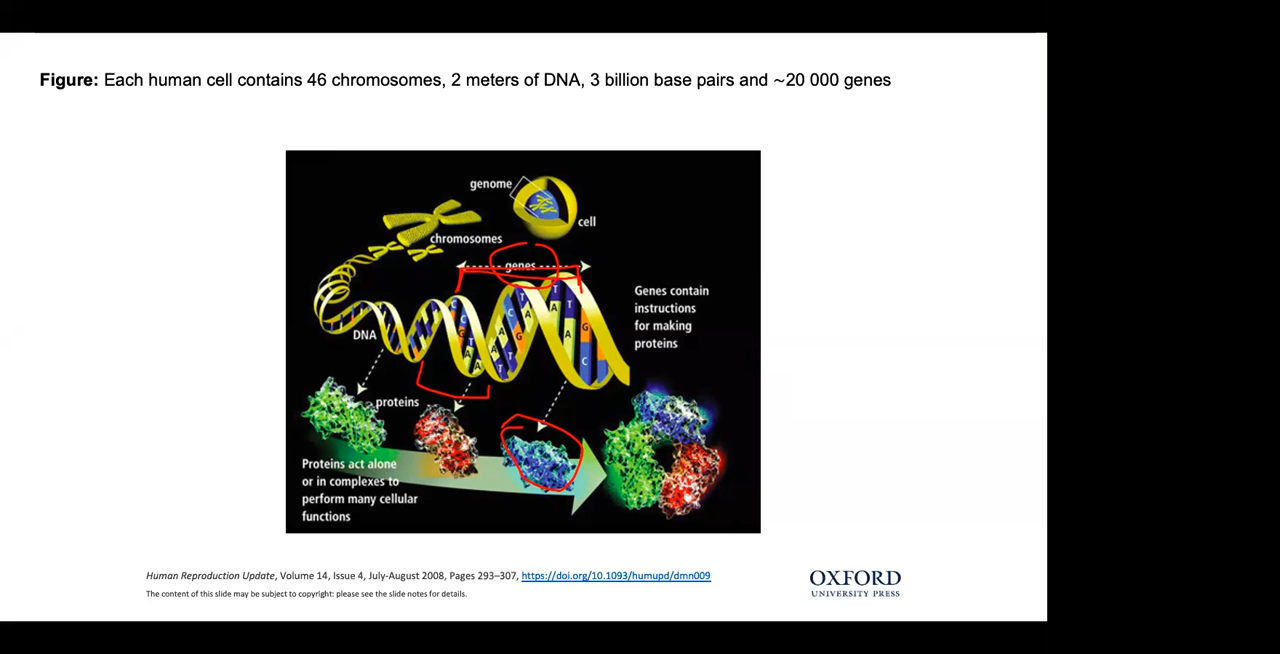 Figure: Each human cell contains 46 chromosomes, 2 meters of DNA, 3 billion base pairs and ~20 000 genes
genome
cell
chromosomes
genes
Genes contain
instructions
for making
proteins
DNA
C C G T A A
A A T
C A G
T T A
T A G C
proteins
Proteins act alone
or in complexes to
perform many cellular
functions
Human Reproduction Update, Volume 14, Issue 4, July-August 2008, Pages 293–307, https://doi.org/10.1093/humupd/dmn009
The content of this slide may be subject to copyright: please see the slide notes for details.
OXFORD
UNIVERSITY PRESS